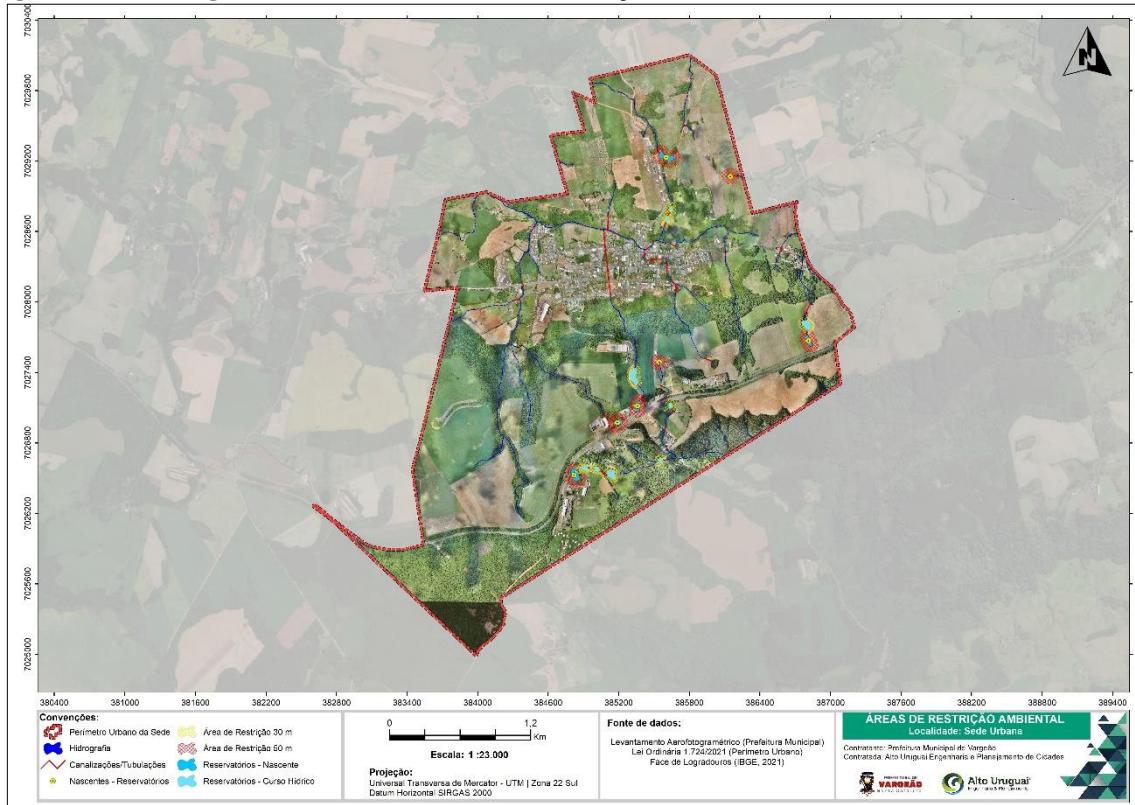 7030400
7029800
7029200
7028600
7028000
7027400
7026800
7026200
7025600
7025000
N
380400 381000 381600 382200 382800 383400 384000 384600 385200 385800 386400 387000 387600 388200 388800 389400
Convenções:
Perímetro Urbano da Sede
Hidrografia
Canalizações/Tubulações
Nascentes - Reservatórios
Área de Restrição 30 m
Área de Restrição 50 m
Reservatórios - Nascente
Reservatórios - Curso Hídrico
0 1,2
Km
Escala: 1 :23.000
Projeção:
Universal Transversa de Mercator - UTM | Zona 22 Sul
Datum Horizontal SIRGAS 2000
Fonte de dados:
Levantamento Aerofotogramétrico (Prefeitura Municipal)
Lei Ordinária 1.724/2021 (Perímetro Urbano)
Face de Logradouros (IBGE, 2021)
ÁREAS DE RESTRIÇÃO AMBIENTAL
Localidade: Sede Urbana
Contratante: Prefeitura Municipal de Vargeão
Contratada: Alto Uruguai Engenharia e Planejamento de Cidades
VARGEÃO
Alto Uruguai